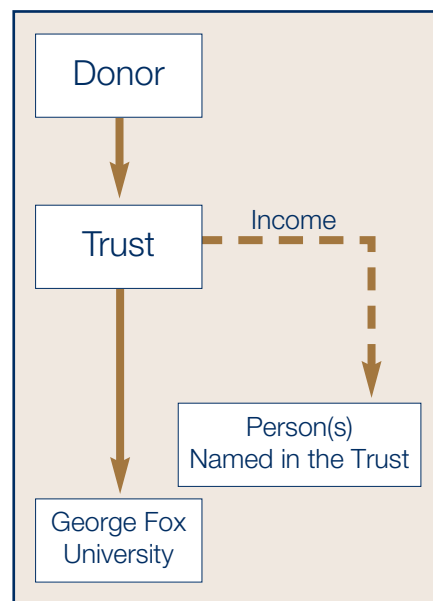 Donor
Trust
Income
Person(s)
Named in the Trust
George Fox
University